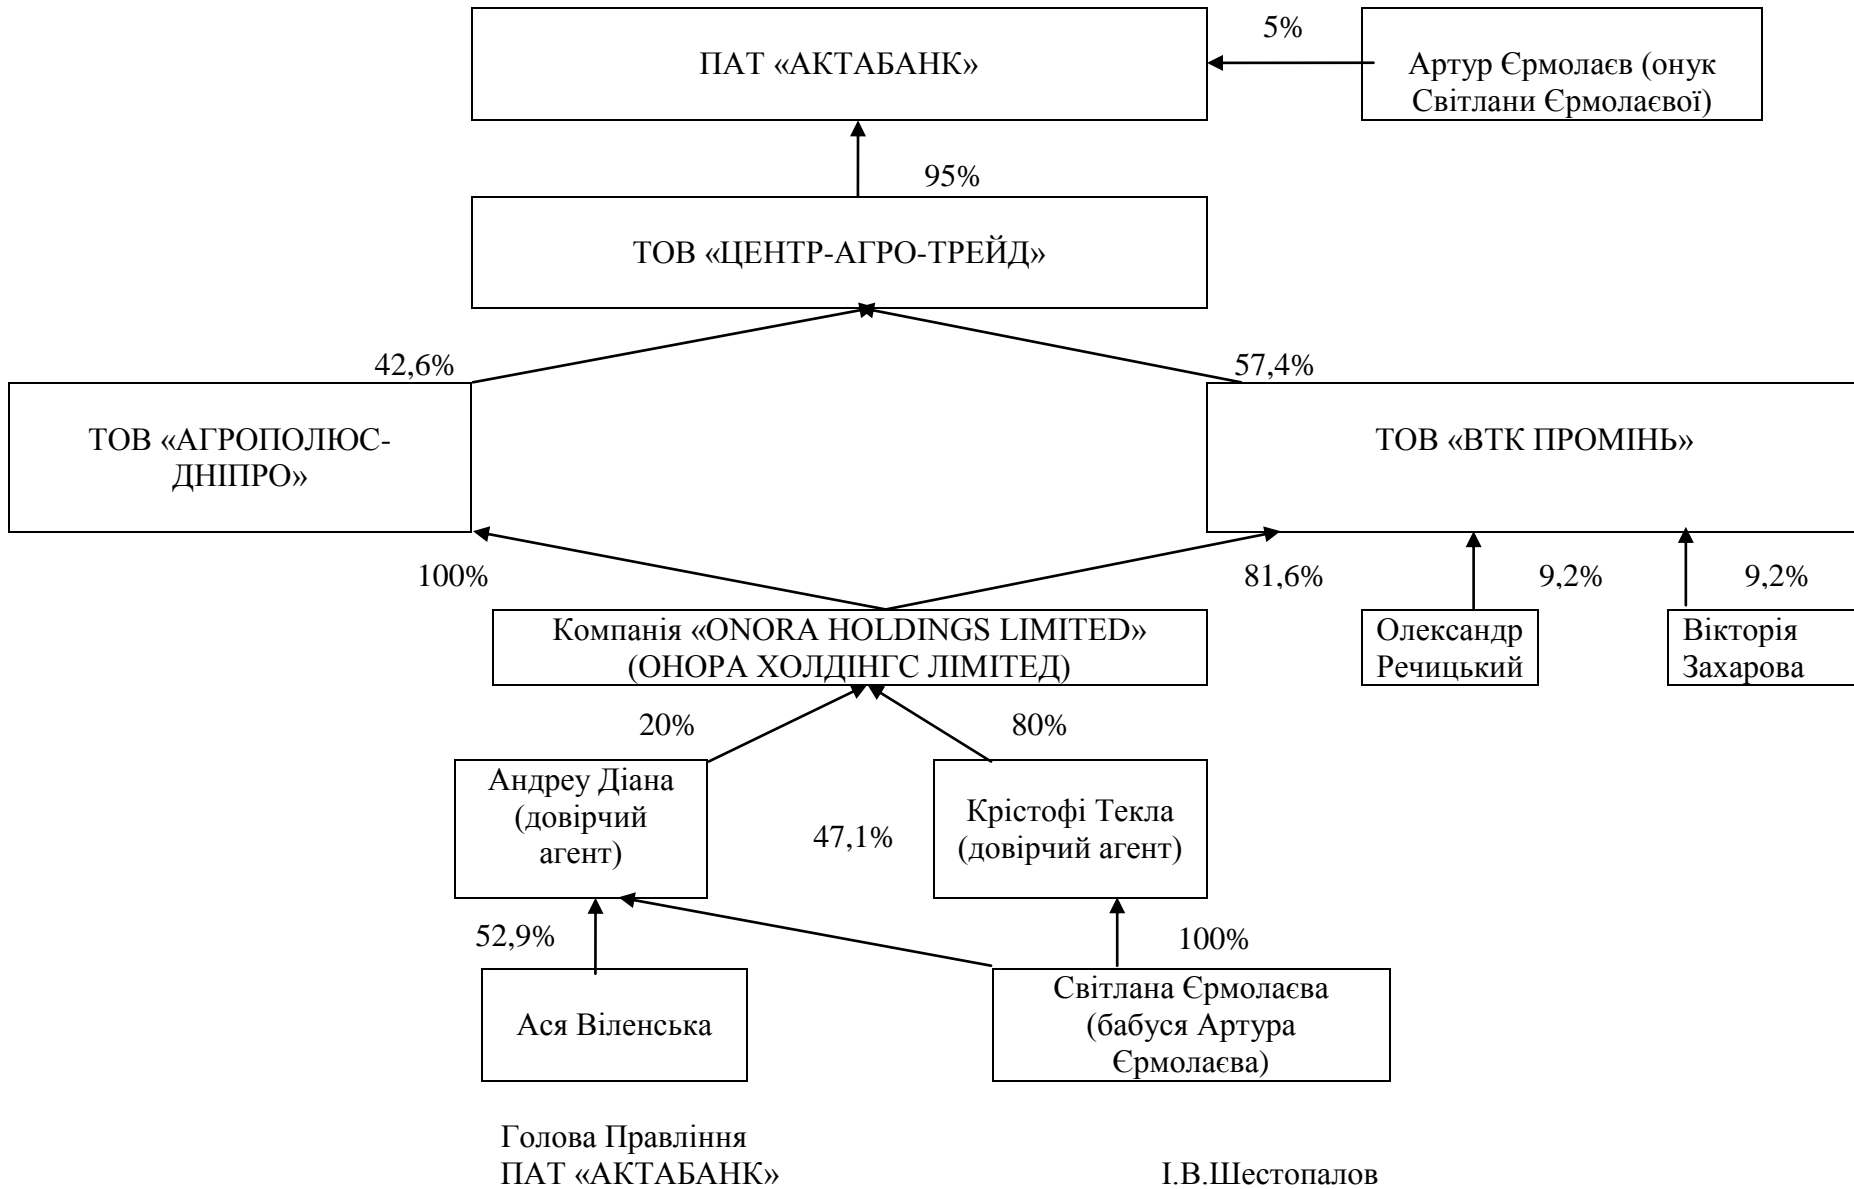 5%
ПАТ «АКТАБАНК»
Артур Єрмолаєв (онук
Світлани Єрмолаєвої)
95%
ТОВ «ЦЕНТР-АГРО-ТРЕЙД»
42,6%
57,4%
ТОВ «АГРОПОЛЮС-
ДНІПРО»
ТОВ «ВТК ПРОМІНЬ»
100%
81,6%
9,2%
9,2%
Компанія «ONORA HOLDINGS LIMITED»
(ОНОРА ХОЛДІНГС ЛІМІТЕД)
Олександр
Речицький
Вікторія
Захарова
20%
80%
Андреу Діана
(довірчий
агент)
47,1%
Крістофі Текла
(довірчий агент)
52,9%
100%
Ася Віленська
Світлана Єрмолаєва
(бабуся Артура
Єрмолаєва)
Голова Правління
ПАТ «АКТАБАНК»
І.В.Шестопалов